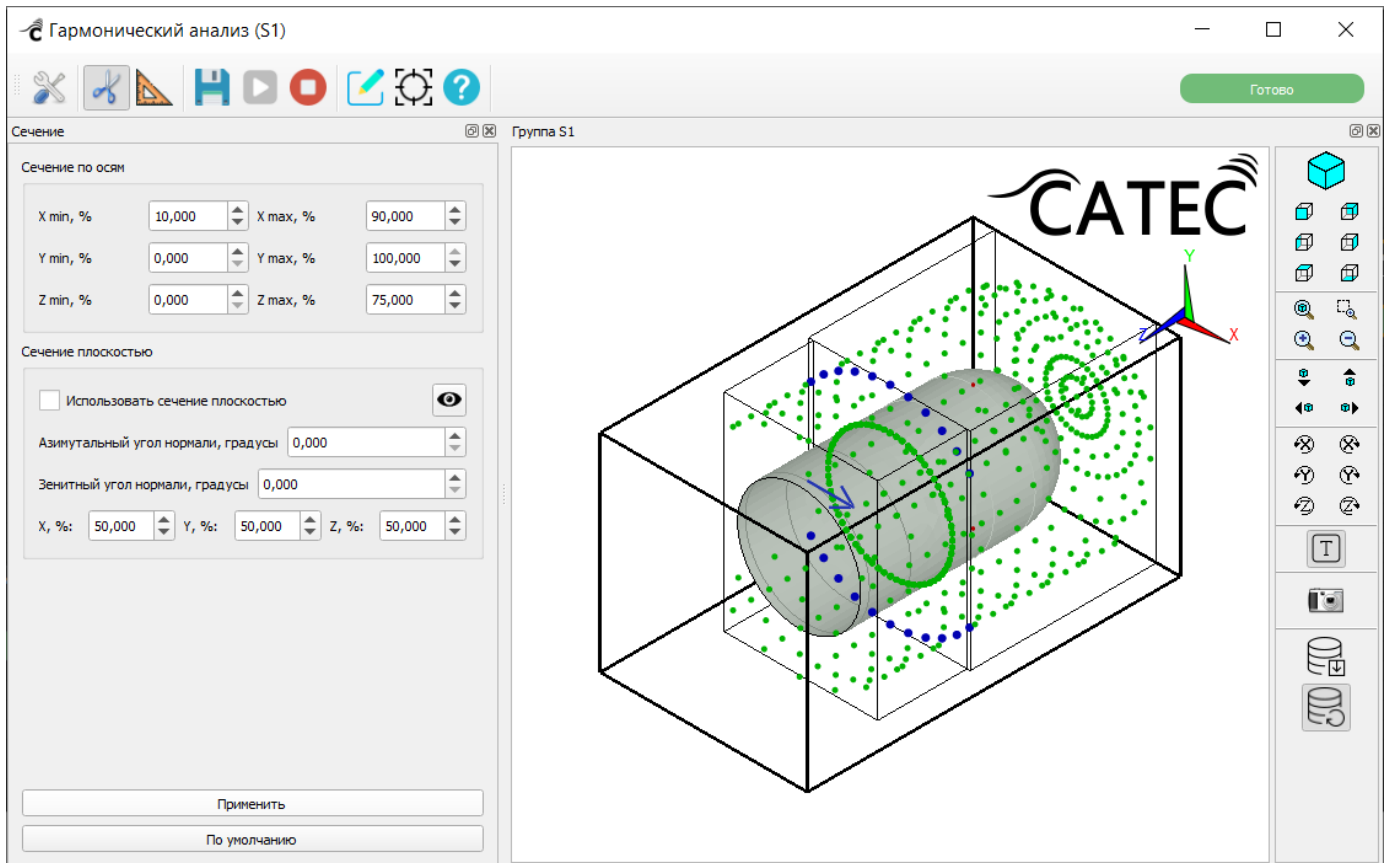 Гармонический анализ (S1)
Готово
Сечение
Группа S1
Сечение по осям
X min, % 10,000 X max, % 90,000
Y min, % 0,000 Y max, % 100,000
Z min, % 0,000 Z max, % 75,000
Сечение плоскостью
Использовать сечение плоскостью
Азимутальный угол нормали, градусы 0,000
Зенитный угол нормали, градусы 0,000
X, %: 50,000 Y, %: 50,000 Z, %: 50,000
Применить
По умолчанию
CATEC
Y
Z
X
X X
Y Y
Z Z
T